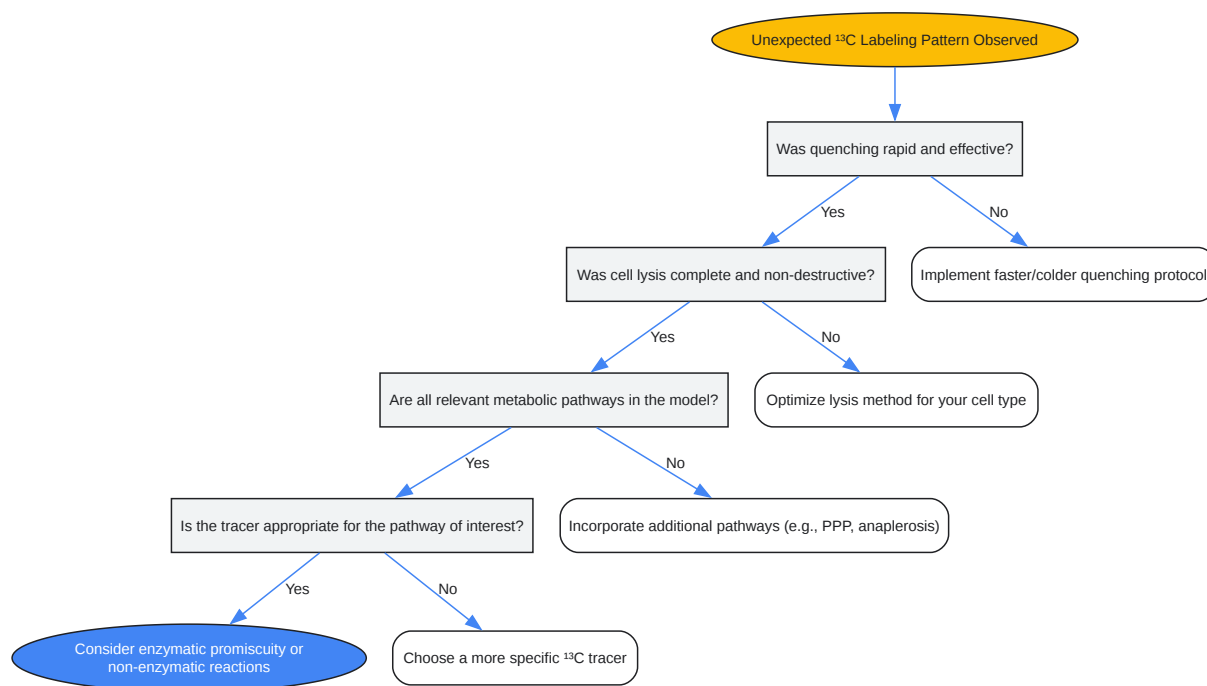 Unexpected ¹³C Labeling Pattern Observed
Was quenching rapid and effective?
Yes
No
Was cell lysis complete and non-destructive?
Implement faster/colder quenching protocol
Yes
No
Are all relevant metabolic pathways in the model?
Optimize lysis method for your cell type
Yes
No
Is the tracer appropriate for the pathway of interest?
Incorporate additional pathways (e.g., PPP, anaplerosis)
Yes
No
Consider enzymatic promiscuity or
non-enzymatic reactions
Choose a more specific ¹³C tracer